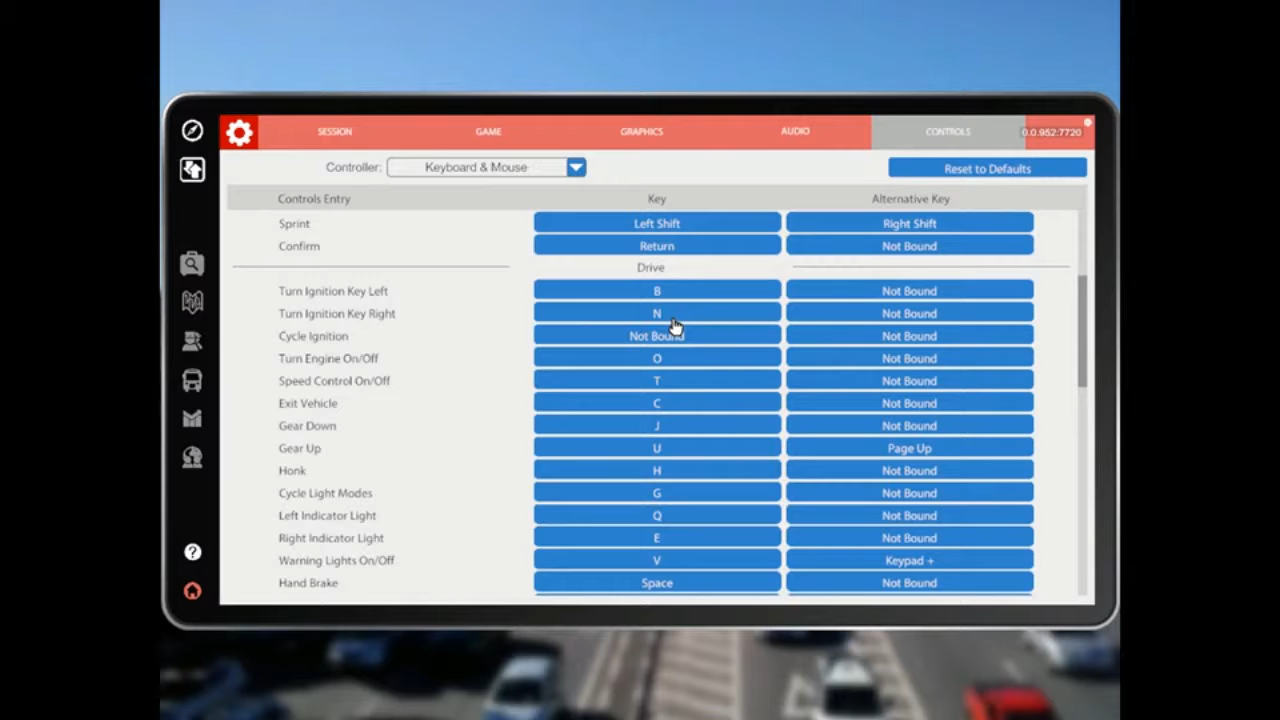 SESSION GAME GRAPHICS AUDIO CONTROLS 0.0.952:7720
Controller: Keyboard & Mouse Reset to Defaults
Controls Entry Key Alternative Key
Sprint Left Shift Right Shift
Confirm Return Not Bound
Drive
Turn Ignition Key Left B Not Bound
Turn Ignition Key Right N Not Bound
Cycle Ignition Not Bound Not Bound
Turn Engine On/Off O Not Bound
Speed Control On/Off T Not Bound
Exit Vehicle C Not Bound
Gear Down J Not Bound
Gear Up U Page Up
Honk H Not Bound
Cycle Light Modes G Not Bound
Left Indicator Light Q Not Bound
Right Indicator Light E Not Bound
Warning Lights On/Off V Keypad +
Hand Brake Space Not Bound
?